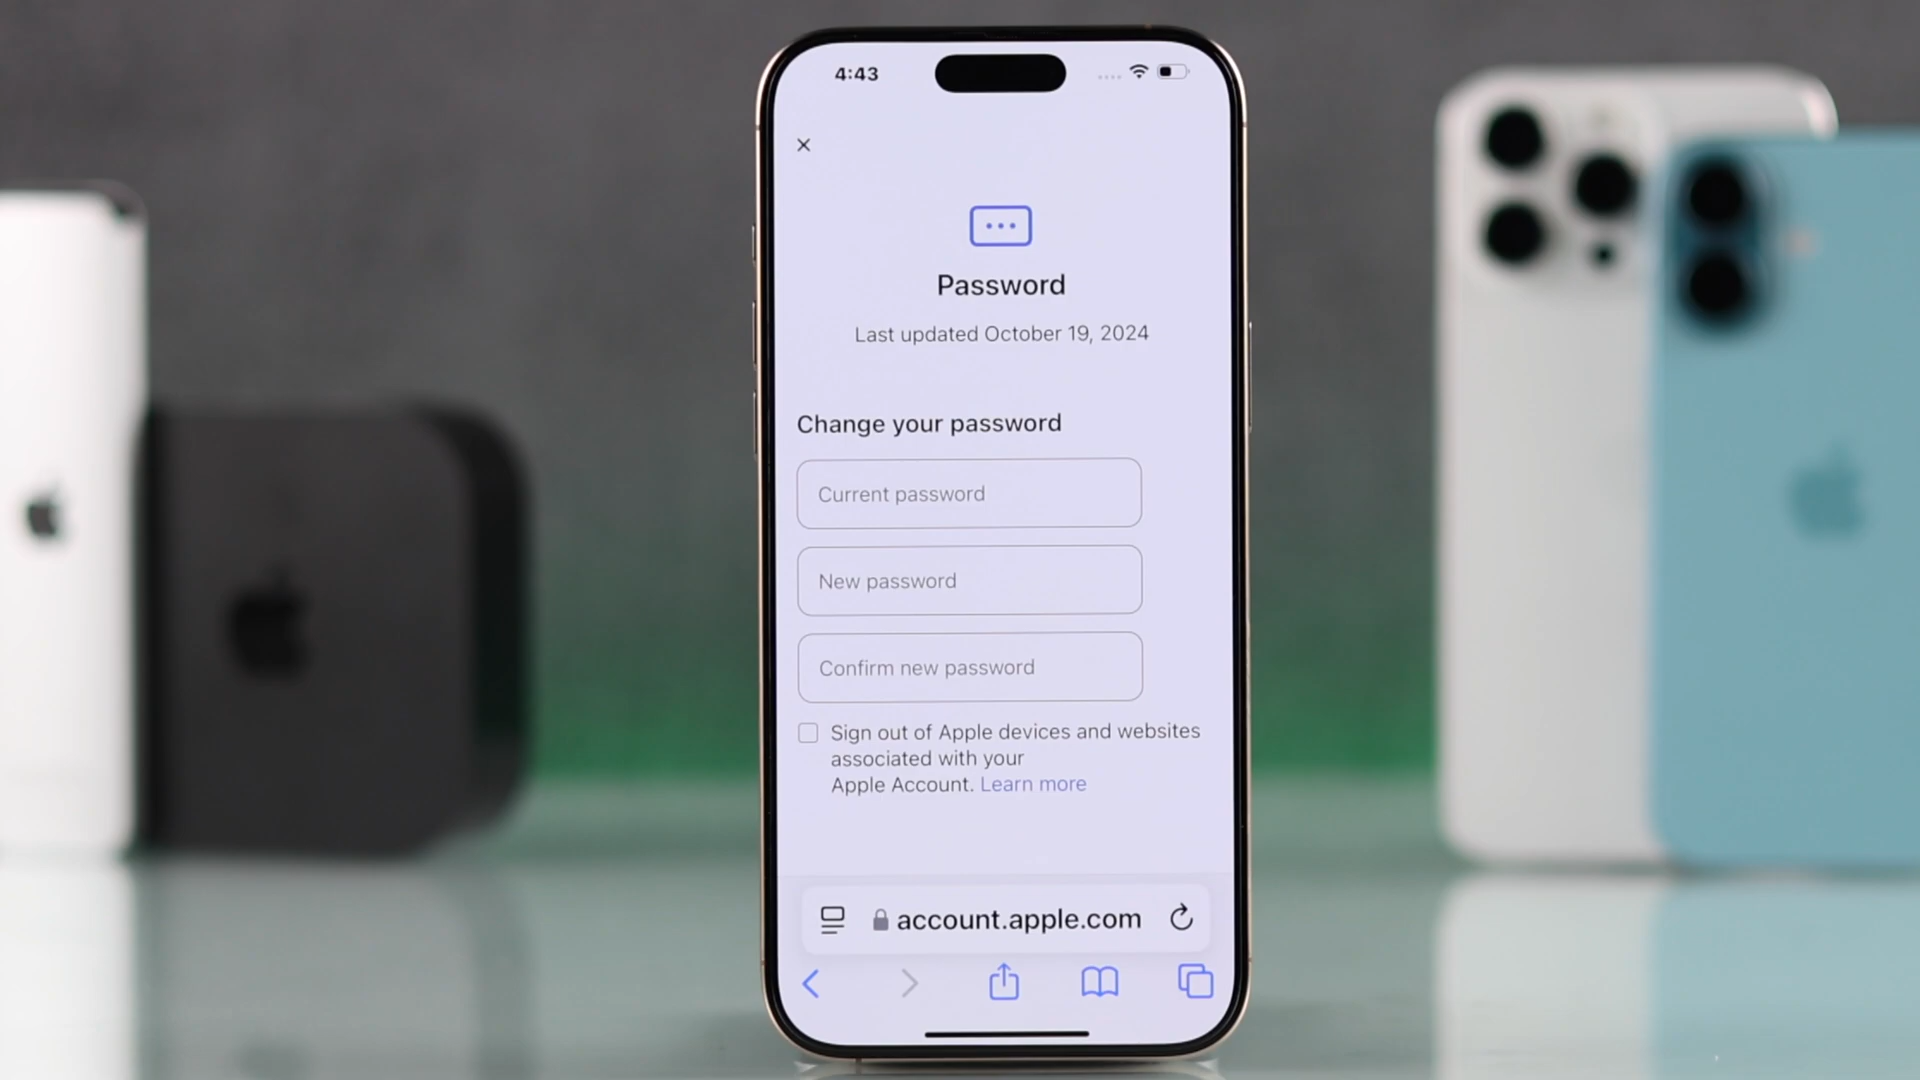 4:43
Password
Last updated October 19, 2024
Change your password
Current password
New password
Confirm new password
Sign out of Apple devices and websites
associated with your
Apple Account. Learn more
account.apple.com